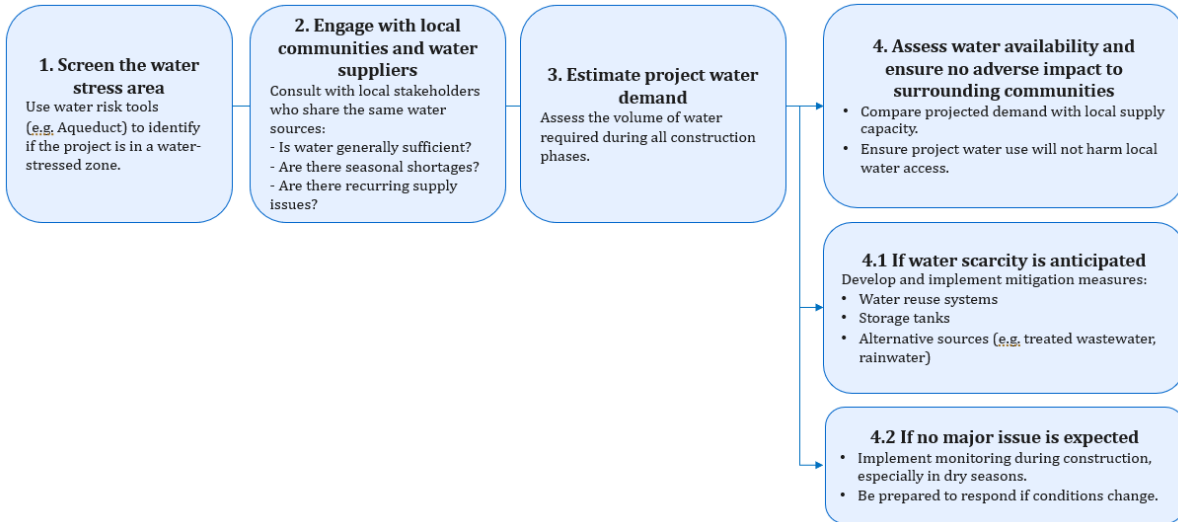 1. Screen the water
stress area
Use water risk tools
(e.g. Aqueduct) to identify
if the project is in a water-
stressed zone.
2. Engage with local
communities and water
suppliers
Consult with local stakeholders
who share the same water
sources:
- Is water generally sufficient?
- Are there seasonal shortages?
- Are there recurring supply
issues?
3. Estimate project water
demand
Assess the volume of water
required during all construction
phases.
4. Assess water availability and
ensure no adverse impact to
surrounding communities
• Compare projected demand with local supply
capacity.
• Ensure project water use will not harm local
water access.
4.1 If water scarcity is anticipated
Develop and implement mitigation measures:
• Water reuse systems
• Storage tanks
• Alternative sources (e.g. treated wastewater,
rainwater)
4.2 If no major issue is expected
• Implement monitoring during construction,
especially in dry seasons.
• Be prepared to respond if conditions change.